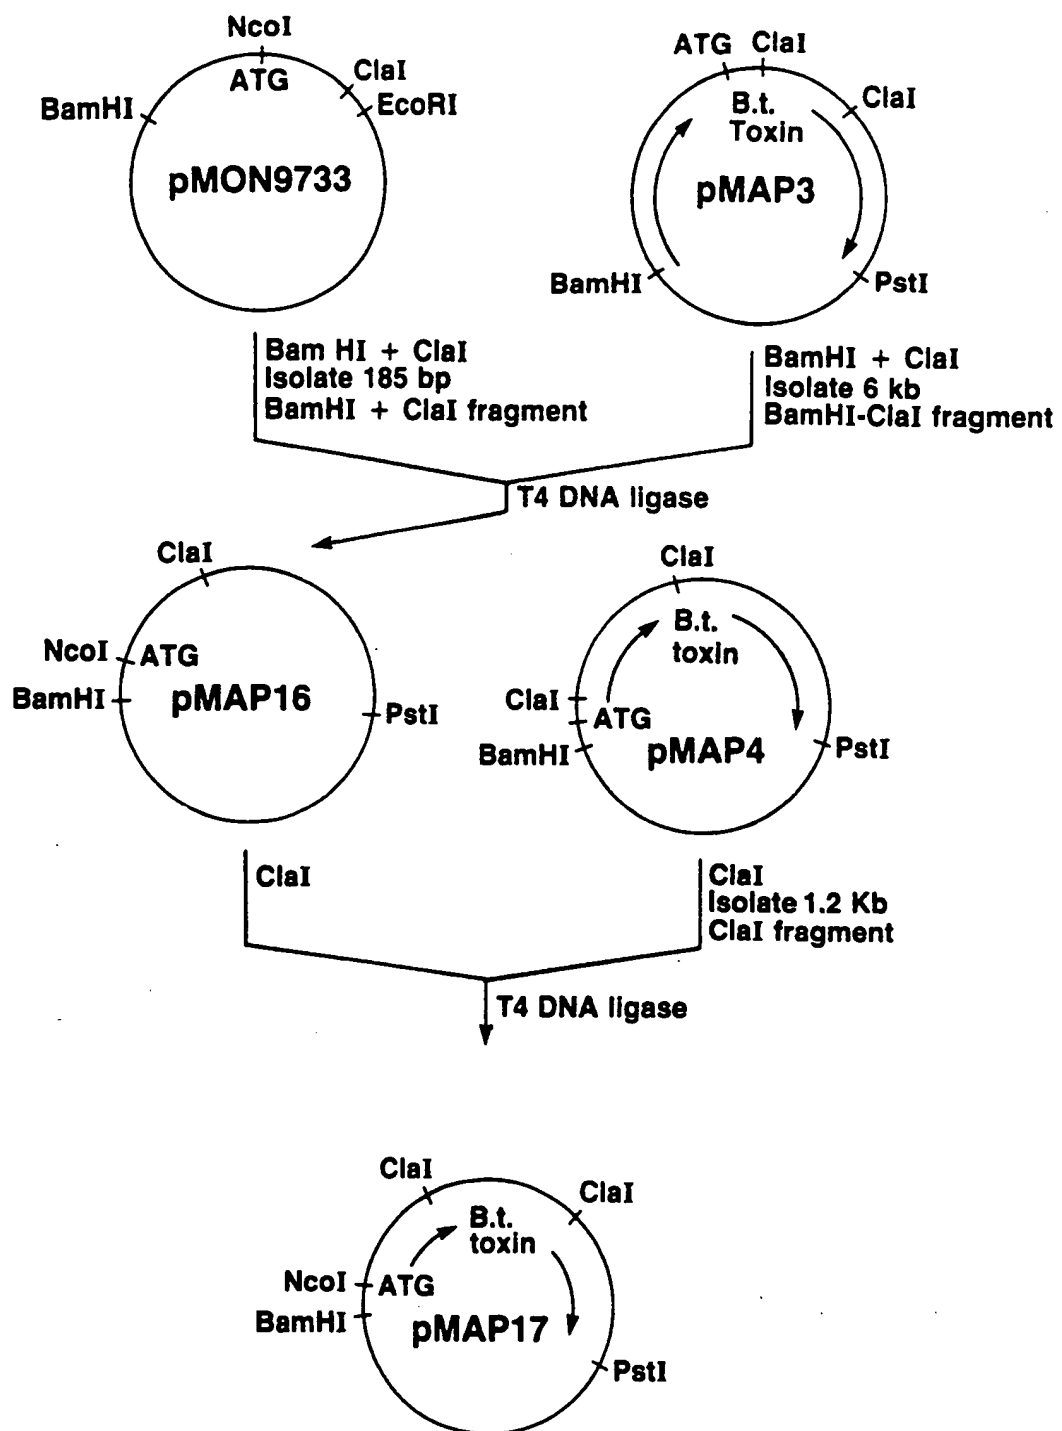 NcoI
ATG
ClaI
EcoRI
BamHI
pMON9733
ATG ClaI
ClaI
B.t.
Toxin
pMAP3
BamHI
PstI
Bam HI + ClaI
Isolate 185 bp
BamHI + ClaI fragment
BamHI + ClaI
Isolate 6 kb
BamHI-ClaI fragment
T4 DNA ligase
ClaI
NcoI
ATG
BamHI
pMAP16
PstI
ClaI
B.t.
toxin
ClaI
ATG
BamHI
pMAP4
PstI
ClaI
ClaI
Isolate 1.2 Kb
ClaI fragment
T4 DNA ligase
ClaI
ClaI
B.t.
toxin
NcoI
ATG
BamHI
pMAP17
PstI